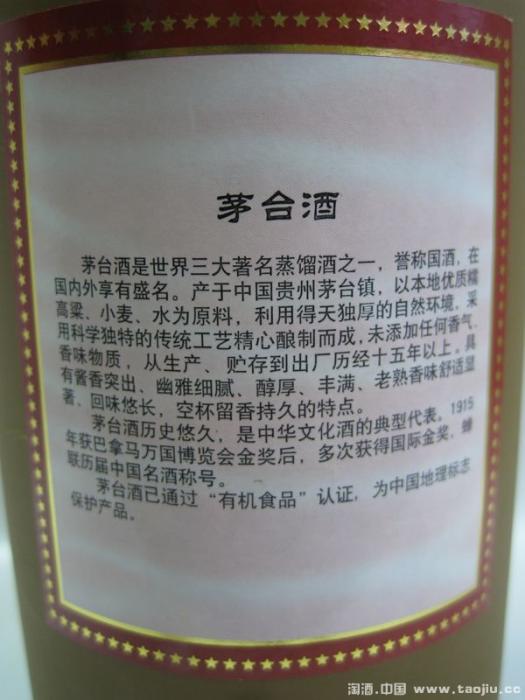 茅台酒
茅台酒是世界三大著名蒸馏酒之一，誉称国酒，在
国内外享有盛名。产于中国贵州茅台镇，以本地优质糯
高粱、小麦、水为原料，利用得天独厚的自然环境，采
用科学独特的传统工艺精心酿制而成，未添加任何香气、
香味物质，从生产、贮存到出厂历经十五年以上。具
有酱香突出、幽雅细腻、醇厚、丰满、老熟香味舒适显
著、回味悠长，空杯留香持久的特点。
茅台酒历史悠久，是中华文化酒的典型代表。1915
年获巴拿马万国博览会金奖后，多次获得国际金奖，蝉
联历届中国名酒称号。
茅台酒已通过“有机食品”认证，为中国地理标志
保护产品。
淘酒.中国 www.taojiu.cc